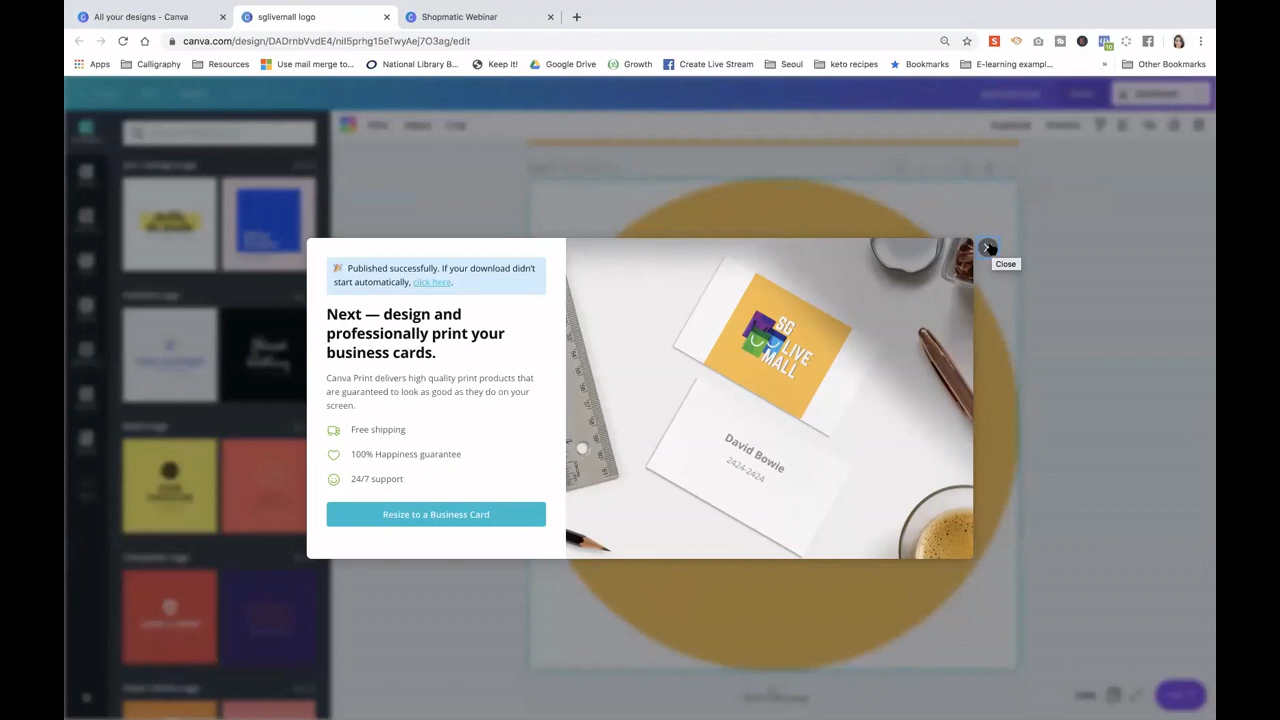 All your designs - Canva
sglivemall logo
Shopmatic Webinar
canva.com/design/DADrnbVvdE4/niI5prhg15eTwyAej7O3ag/edit
10
Apps
Calligraphy
Resources
Use mail merge to...
National Library B...
Keep It!
Google Drive
Growth
Create Live Stream
Seoul
keto recipes
Bookmarks
E-learning exampl...
»
Other Bookmarks
Close
Published successfully. If your download didn't
start automatically, click here.
Next — design and
professionally print your
business cards.
Canva Print delivers high quality print products that
are guaranteed to look as good as they do on your
screen.
Free shipping
100% Happiness guarantee
24/7 support
Resize to a Business Card
SG
LIVE
MALL
David Bowie
2424-2424